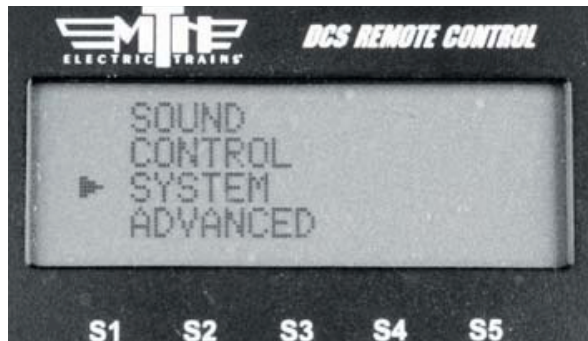 MTH
ELECTRIC TRAINS
DCS REMOTE CONTROL
SOUND
CONTROL
SYSTEM
ADVANCED
S1 S2 S3 S4 S5